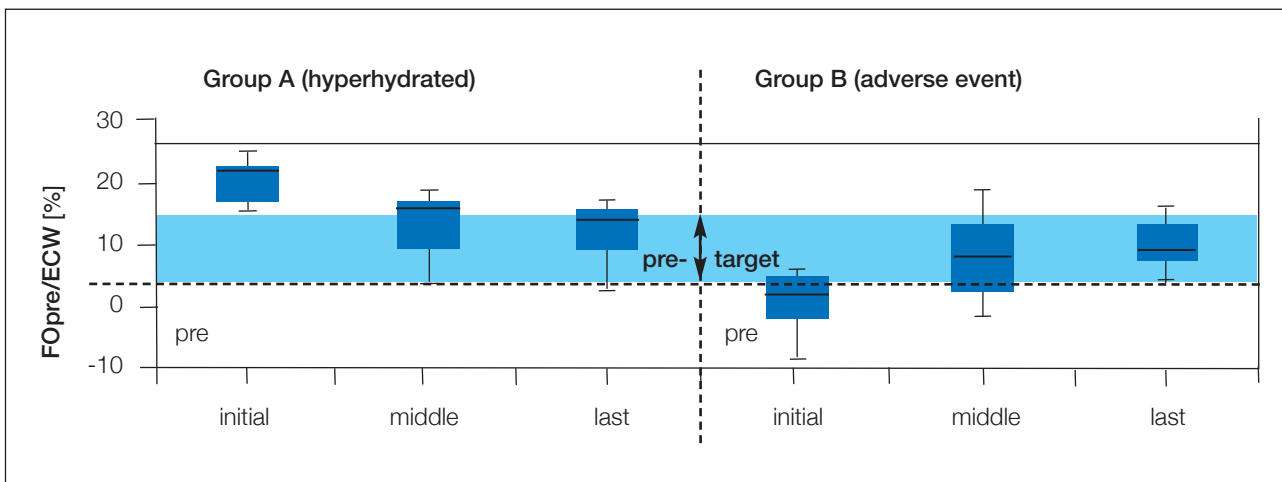 Group A (hyperhydrated)
Group B (adverse event)
FOpre/ECW [%]
30
20
10
0
-10
pre- target
pre
pre
initial
middle
last
initial
middle
last